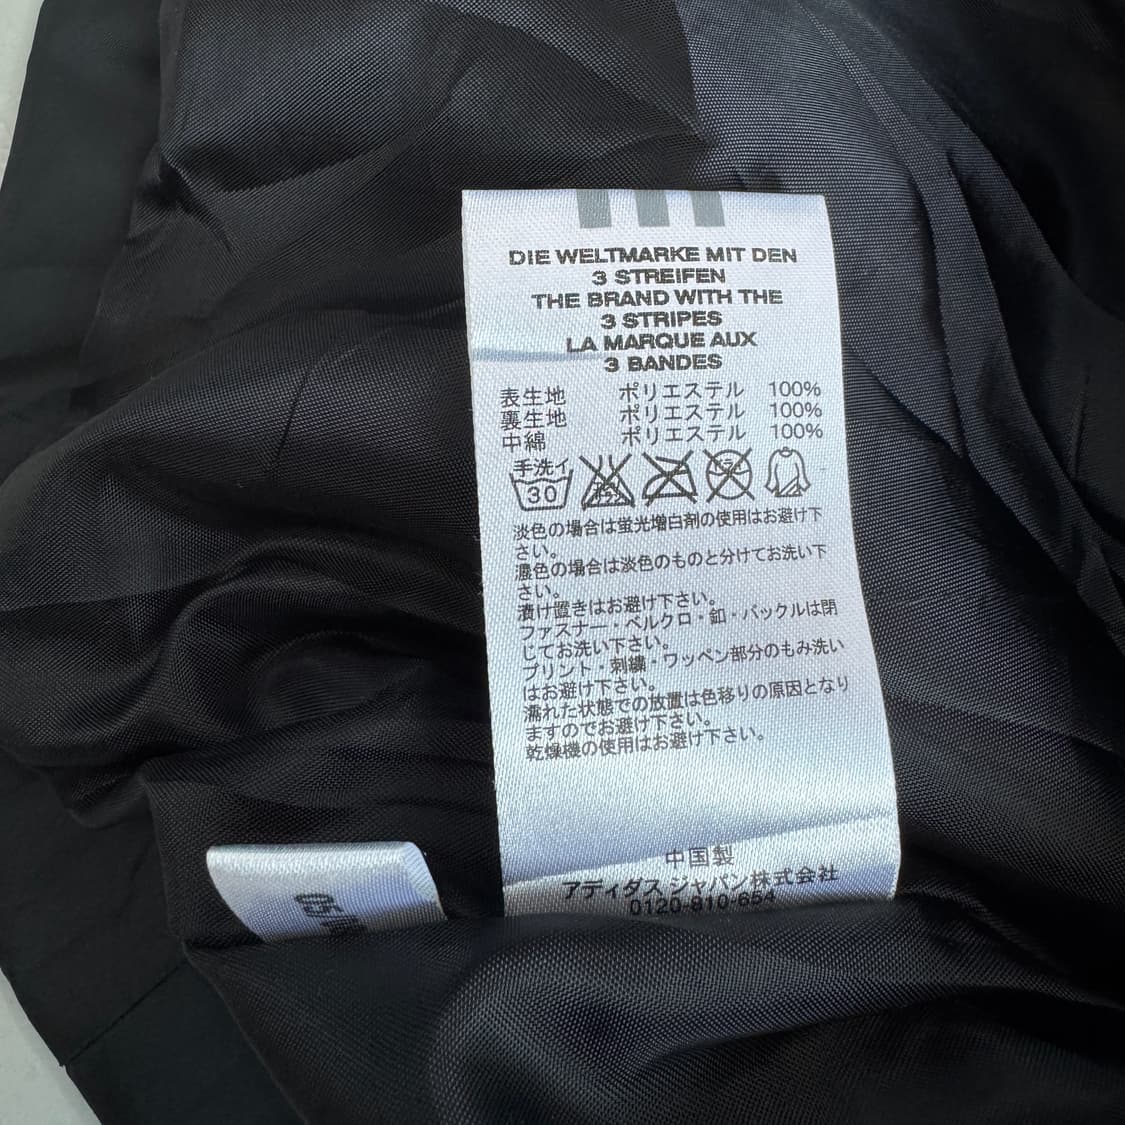 DIE WELTMARKE MIT DEN
3 STREIFEN
THE BRAND WITH THE
3 STRIPES
LA MARQUE AUX
3 BANDES
表生地 ポリエステル 100%
裏生地 ポリエステル 100%
中綿 ポリエステル 100%
手洗イ
30
淡色の場合は蛍光増白剤の使用はお避け下
さい。
濃色の場合は淡色のものと分けてお洗い下
さい。
漬け置きはお避け下さい。
ファスナー・ベルクロ・釦・バックルは閉
じてお洗い下さい。
プリント・刺繍・ワッペン部分のもみ洗い
はお避け下さい。
濡れた状態での放置は色移りの原因となり
ますのでお避け下さい。
乾燥機の使用はお避け下さい。
中国製
アディダス ジャパン株式会社
0120-810-654